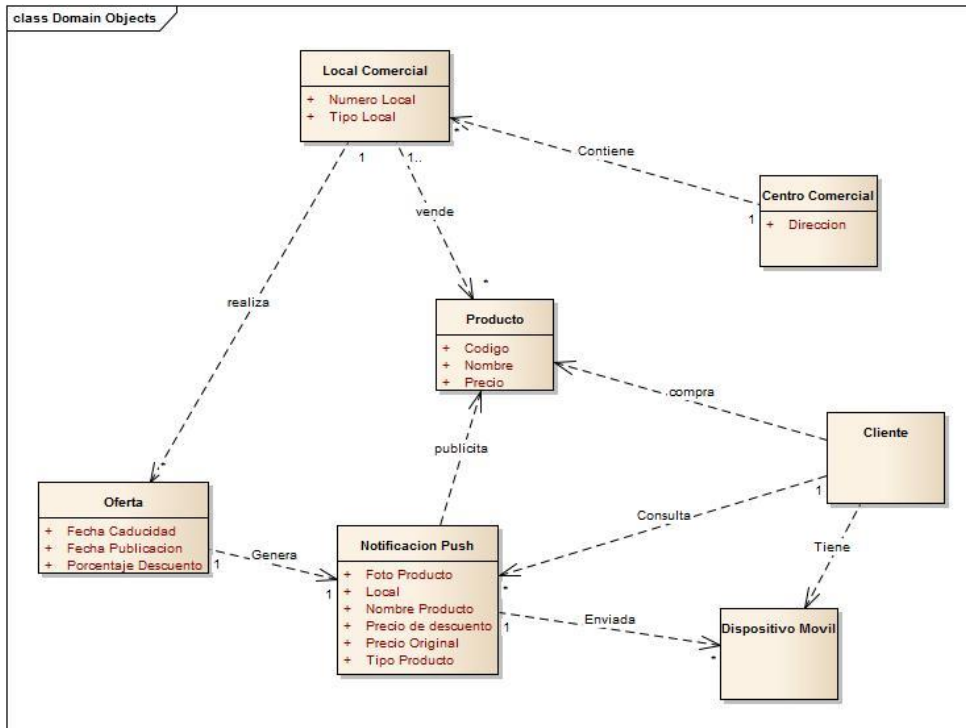 class Domain Objects
Local Comercial
+ Numero Local
+ Tipo Local
*
1
1..
Contiene
Centro Comercial
1
+ Direccion
vende
*
realiza
Producto
+ Codigo
+ Nombre
+ Precio
compra
Cliente
1
publicita
*
Oferta
+ Fecha Caducidad
+ Fecha Publicacion
+ Porcentaje Descuento
1
Genera
1
Consulta
*
Notificacion Push
+ Foto Producto
+ Local
+ Nombre Producto
+ Precio de descuento
+ Precio Original
+ Tipo Producto
1
Enviada
*
Tiene
Dispositivo Movil